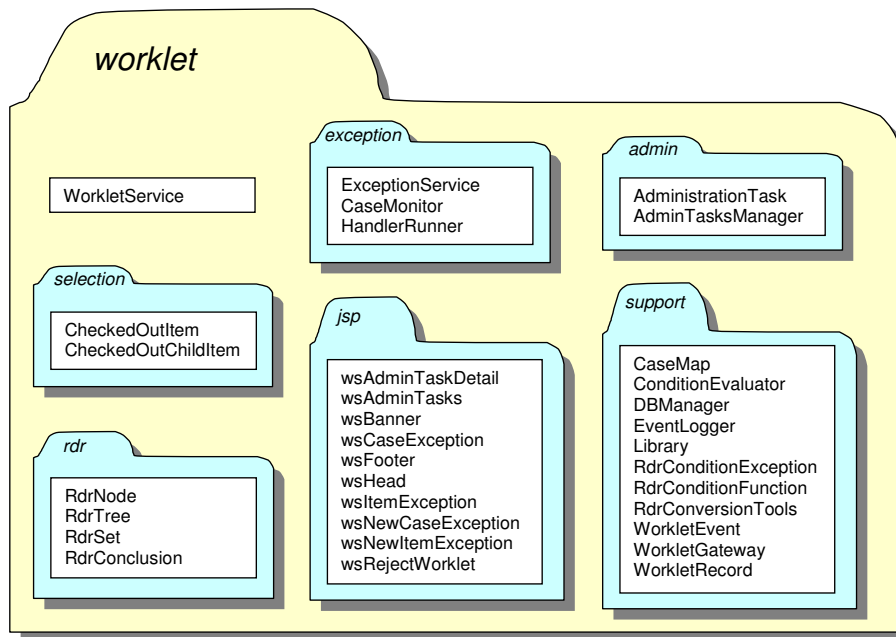 worklet
WorkletService
exception
ExceptionService
CaseMonitor
HandlerRunner
admin
AdministrationTask
AdminTasksManager
selection
CheckedOutItem
CheckedOutChildItem
jsp
wsAdminTaskDetail
wsAdminTasks
wsBanner
wsCaseException
wsFooter
wsHead
wsItemException
wsNewCaseException
wsNewItemException
wsRejectWorklet
support
CaseMap
ConditionEvaluator
DBManager
EventLogger
Library
RdrConditionException
RdrConditionFunction
RdrConversionTools
WorkletEvent
WorkletGateway
WorkletRecord
rdr
RdrNode
RdrTree
RdrSet
RdrConclusion